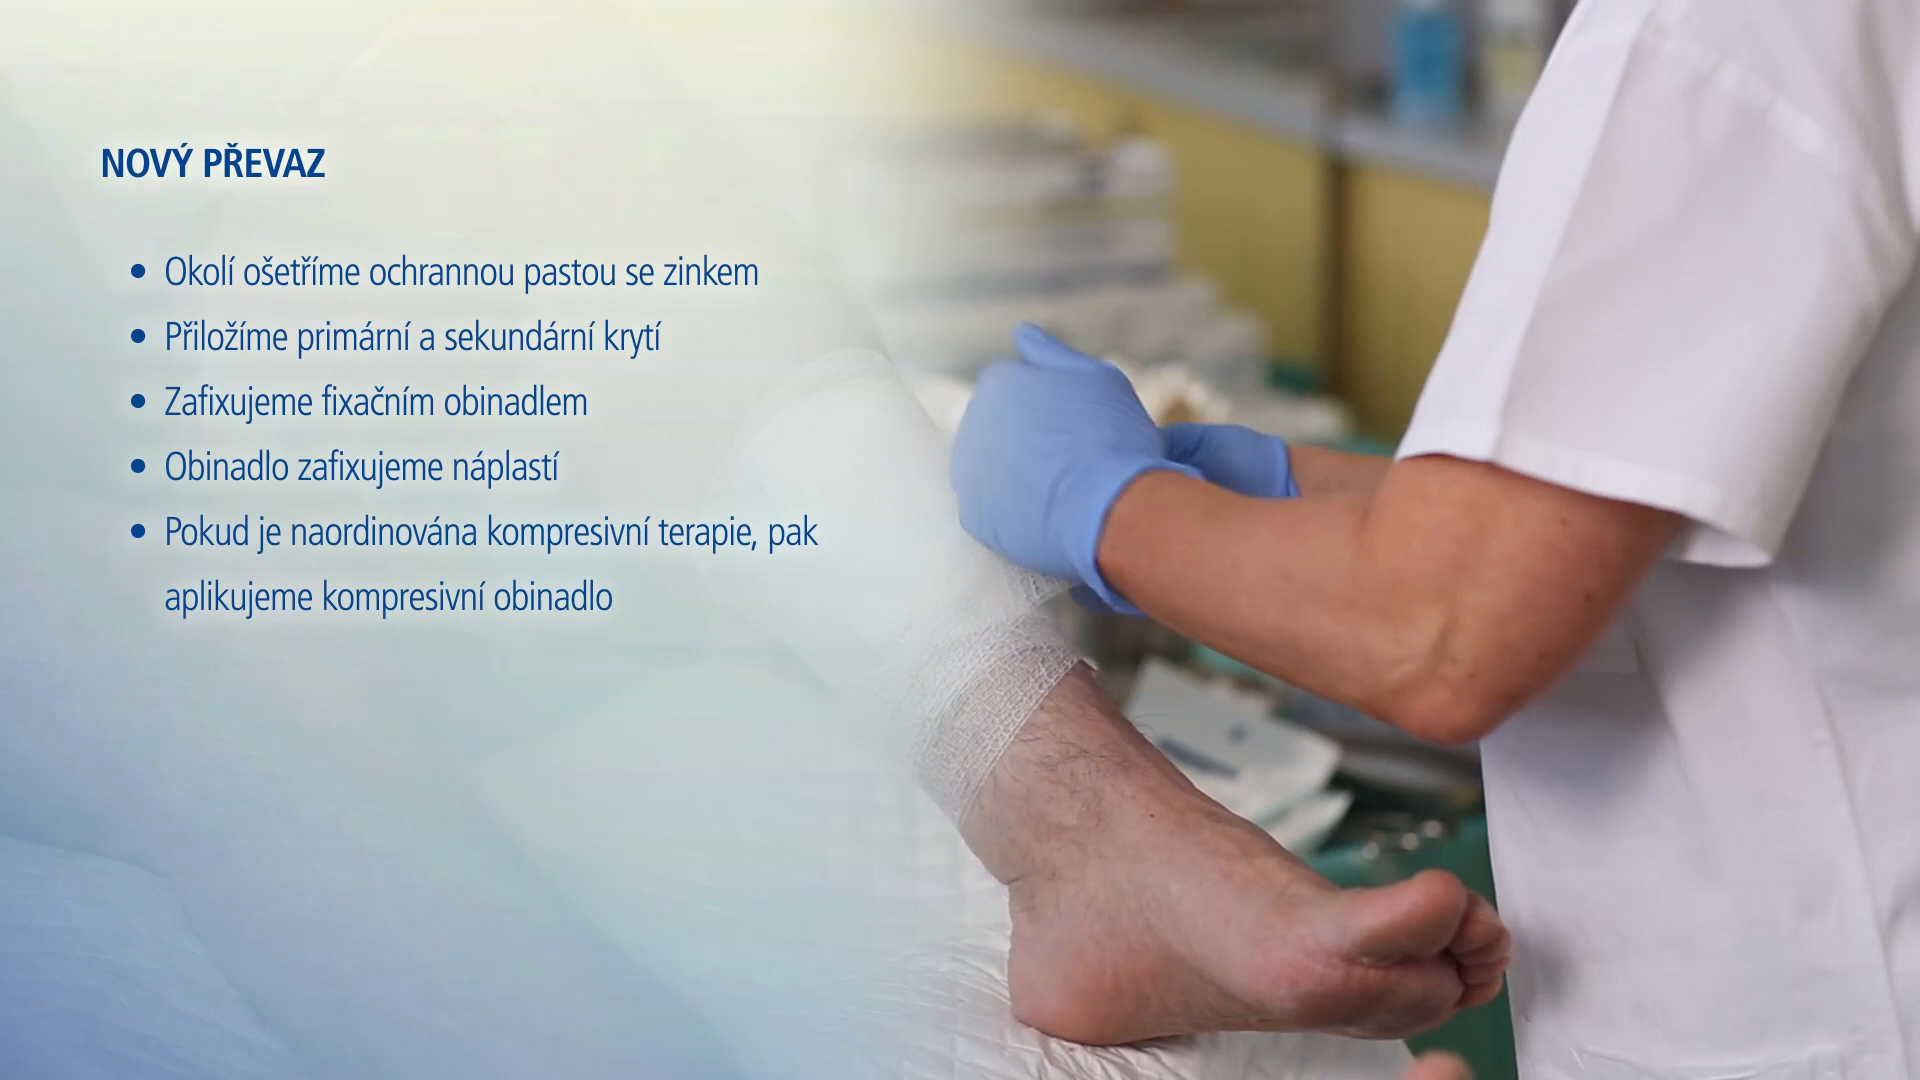 NOVÝ PŘEVAZ
• Okolí ošetříme ochrannou pastou se zinkem
• Přiložíme primární a sekundární krytí
• Zafixujeme fixačním obinadlem
• Obinadlo zafixujeme náplastí
• Pokud je naordinována kompresivní terapie, pak
aplikujeme kompresivní obinadlo